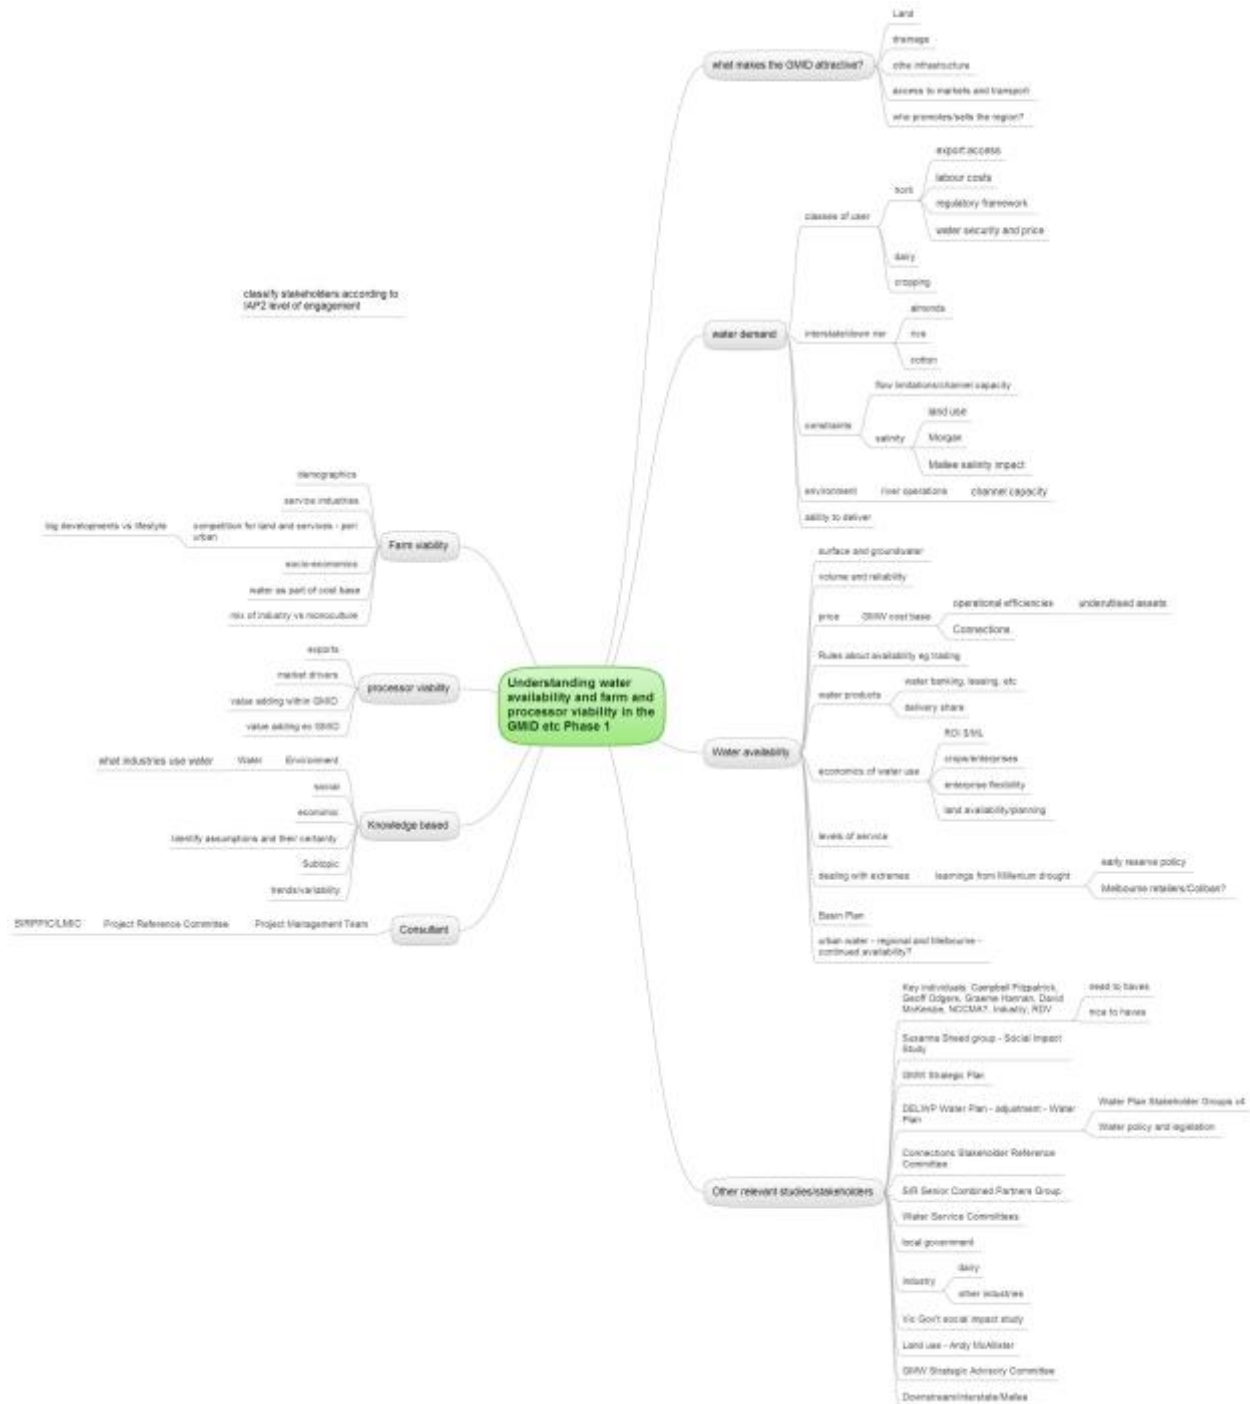 Understanding water
availability and farm and
processor viability in the
GMID etc Phase 1
what makes the GMID attractive?
Land
drainage
othe infrastructure
access to markets and transport
who promotes/sells the region?
water demand
classes of user
horti
export access
labour costs
regulatory framework
water security and price
dairy
cropping
interstate/down river
almonds
rice
cotton
constraints
flow limitations/channel capacity
salinity
land use
Morgan
Mallee salinity impact
environment
river operations
channel capacity
ability to deliver
Water availability
surface and groundwater
volume and reliability
price
GMW cost base
operational efficiencies
underutilised assets
Connections
Rules about availability eg trading
water products
water banking, leasing, etc
delivery share
economics of water use
ROI $/ML
crops/enterprises
enterprise flexibility
land availability/planning
levels of service
dealing with extremes
learnings from Millenium drought
early reserve policy
Melbourne retailers/Coliban?
Basin Plan
urban water - regional and Melbourne -
continued availability?
Other relevant studies/stakeholders
Key individuals: Campbell Fitzpatrick,
Geoff Odgers, Graeme Hannan, David
McKenzie, NCCMA?, Industry, RDV
need to haves
nice to haves
Suzanna Sheed group - Social Impact
Study
GMW Strategic Plan
DELWP Water Plan - adjustment - Water
Plan
Water Plan Stakeholder Groups v4
Water policy and legislation
Connections Stakeholder Reference
Committee
SIR Senior Combined Partners Group
Water Service Committees
local government
industry
dairy
other industries
Vic Gov't social impact study
Land use - Andy McAllister
GMW Strategic Advisory Committee
Downstream/interstate/Mallee
classify stakeholders according to
IAP2 level of engagement
Farm viability
demographics
service industries
competition for land and services - peri
urban
big developments vs lifestyle
socio-economics
water as part of cost base
mix of industry vs monoculture
processor viability
exports
market drivers
value adding within GMID
value adding ex GMID
Knowledge based
Environment
Water
what industries use water
social
economic
Identify assumptions and their certainty
Subtopic
trends/variability
Consultant
Project Management Team
Project Reference Committee